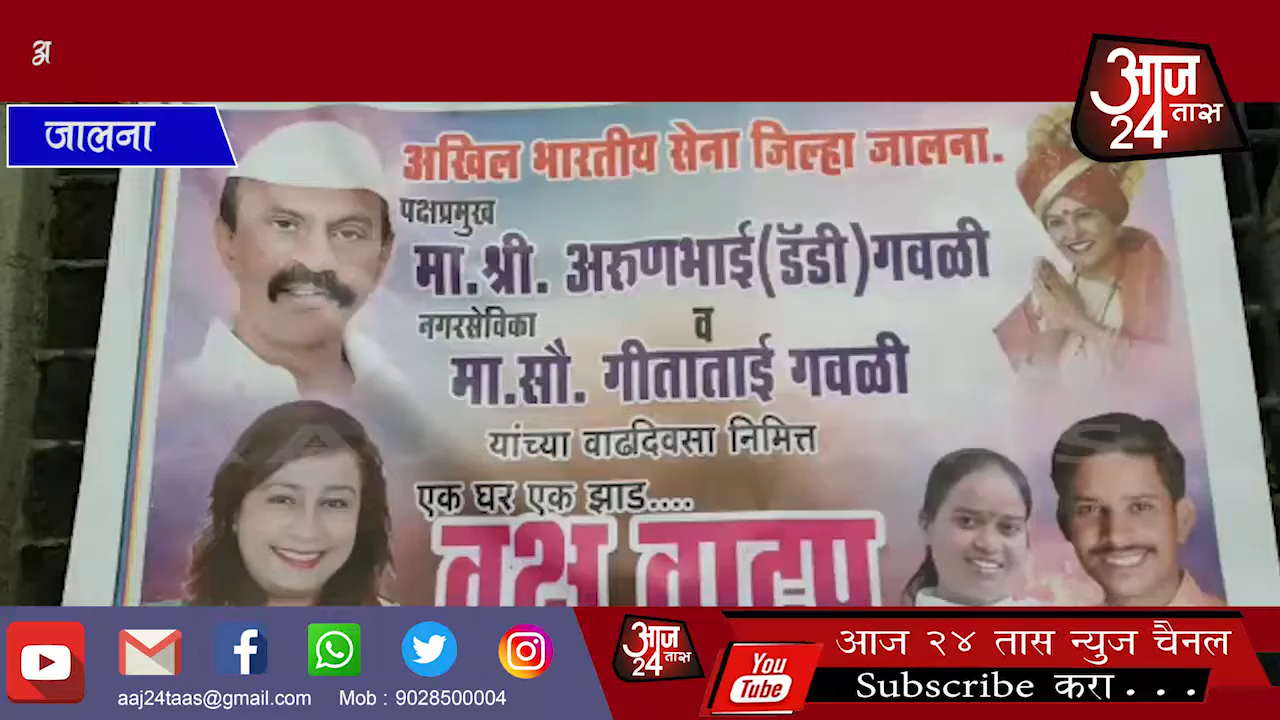 अ
आज
24 तास
जालना
अखिल भारतीय सेना जिल्हा जालना.
पक्षप्रमुख
मा.श्री. अरुणभाई(डॅडी)गवळी
नगरसेविका
व
मा.सौ. गीताताई गवळी
यांच्या वाढदिवसा निमित्त
एक घर एक झाड....
वृक्ष वाटप
आज
24 तास
You
Tube
आज २४ तास न्युज चैनल
Subscribe करा...
aaj24taas@gmail.com
Mob : 9028500004